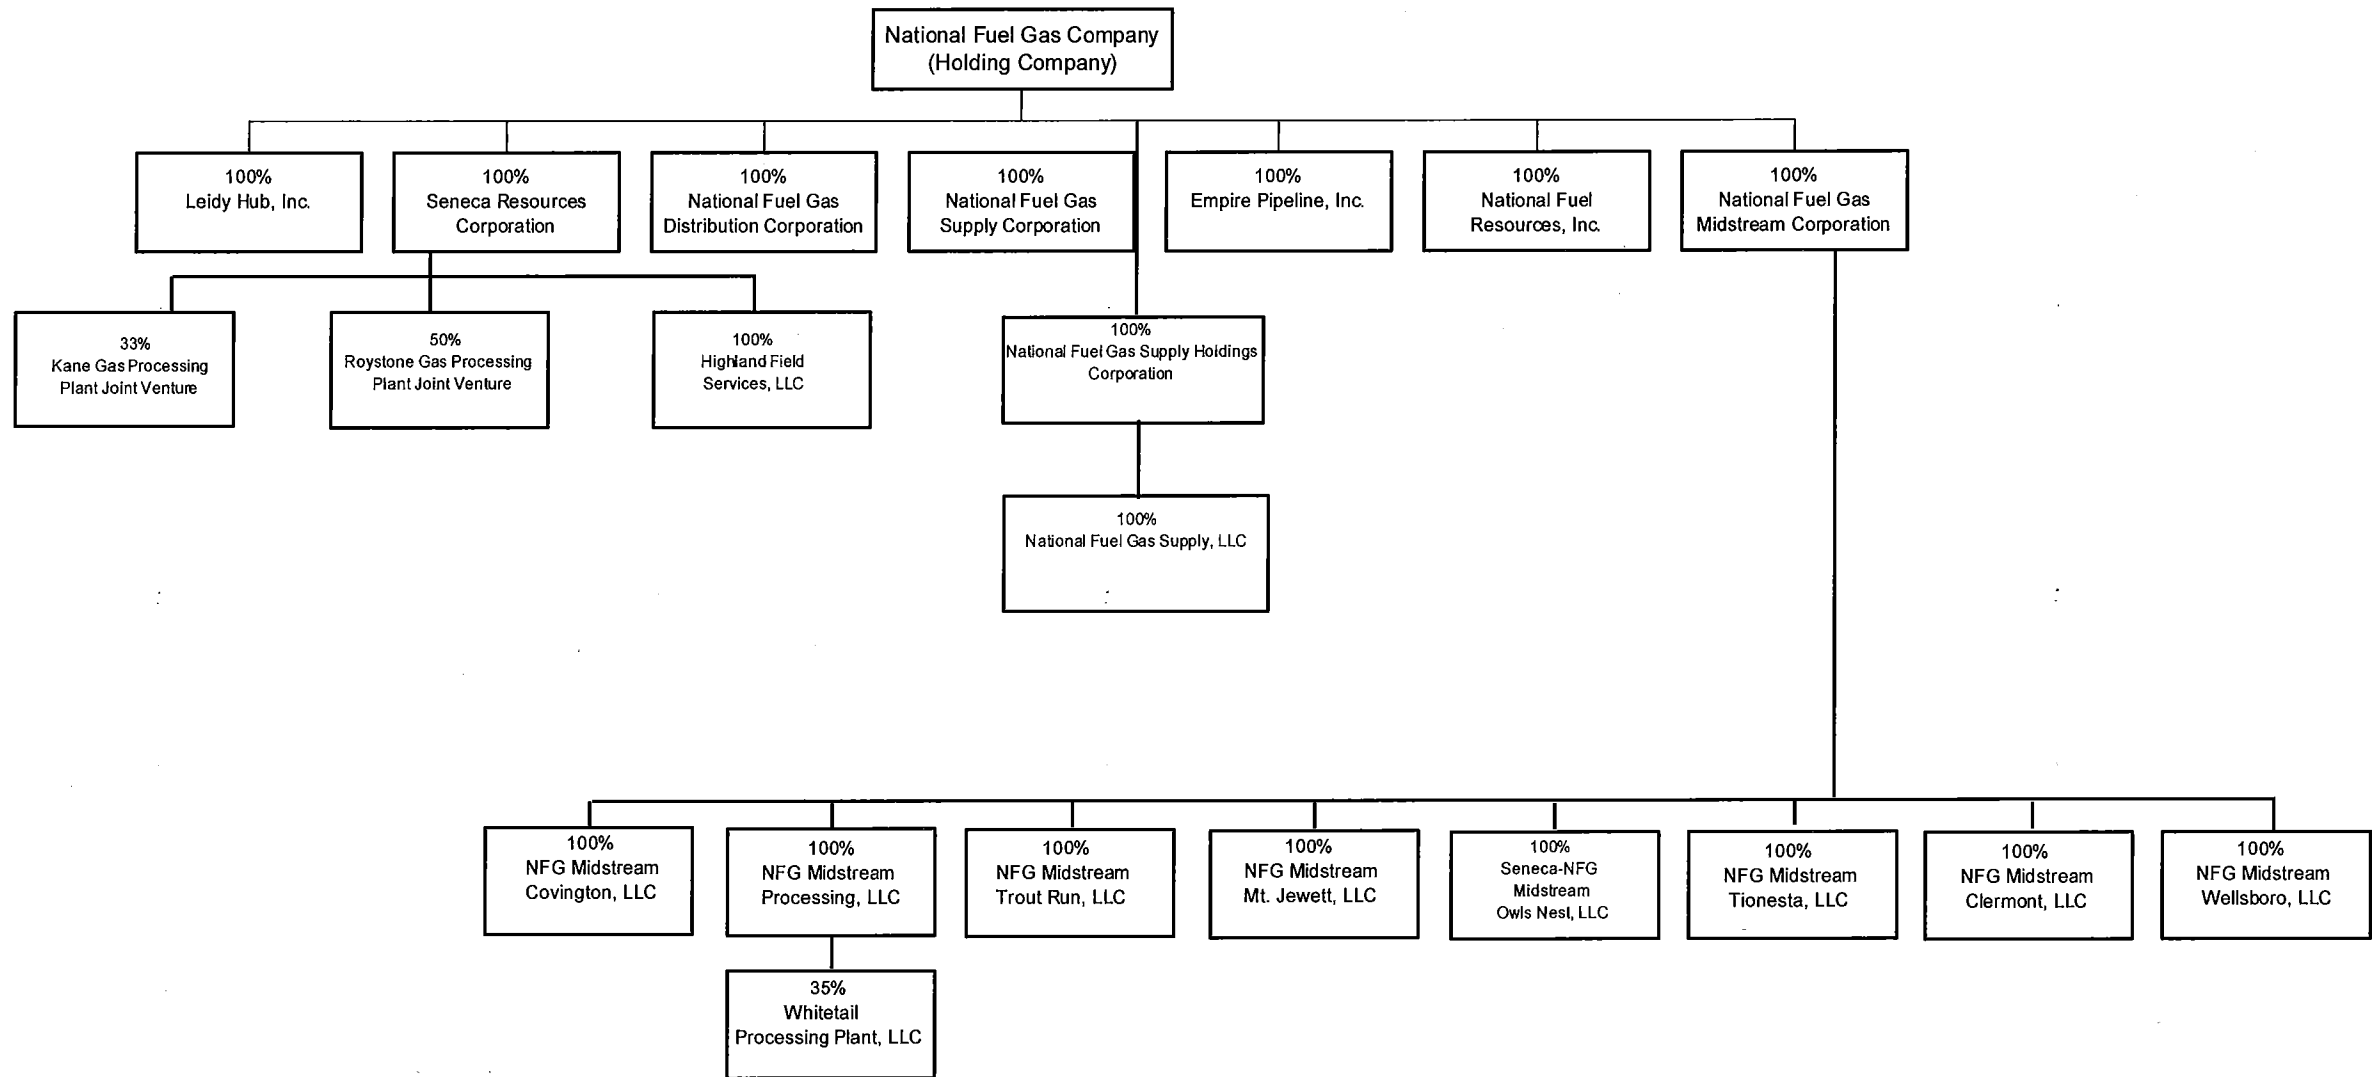 National Fuel Gas Company
(Holding Company)
100%
Leidy Hub, Inc.
100%
Seneca Resources
Corporation
100%
National Fuel Gas
Distribution Corporation
100%
National Fuel Gas
Supply Corporation
100%
Empire Pipeline, Inc.
100%
National Fuel
Resources, Inc.
100%
National Fuel Gas
Midstream Corporation
33%
Kane Gas Processing
Plant Joint Venture
50%
Roystone Gas Processing
Plant Joint Venture
100%
Highland Field
Services, LLC
100%
National Fuel Gas Supply Holdings
Corporation
100%
National Fuel Gas Supply, LLC
100%
NFG Midstream
Covington, LLC
100%
NFG Midstream
Processing, LLC
100%
NFG Midstream
Trout Run, LLC
100%
NFG Midstream
Mt. Jewett, LLC
100%
Seneca-NFG
Midstream
Owls Nest, LLC
100%
NFG Midstream
Tionesta, LLC
100%
NFG Midstream
Clermont, LLC
100%
NFG Midstream
Wellsboro, LLC
35%
Whitetail
Processing Plant, LLC